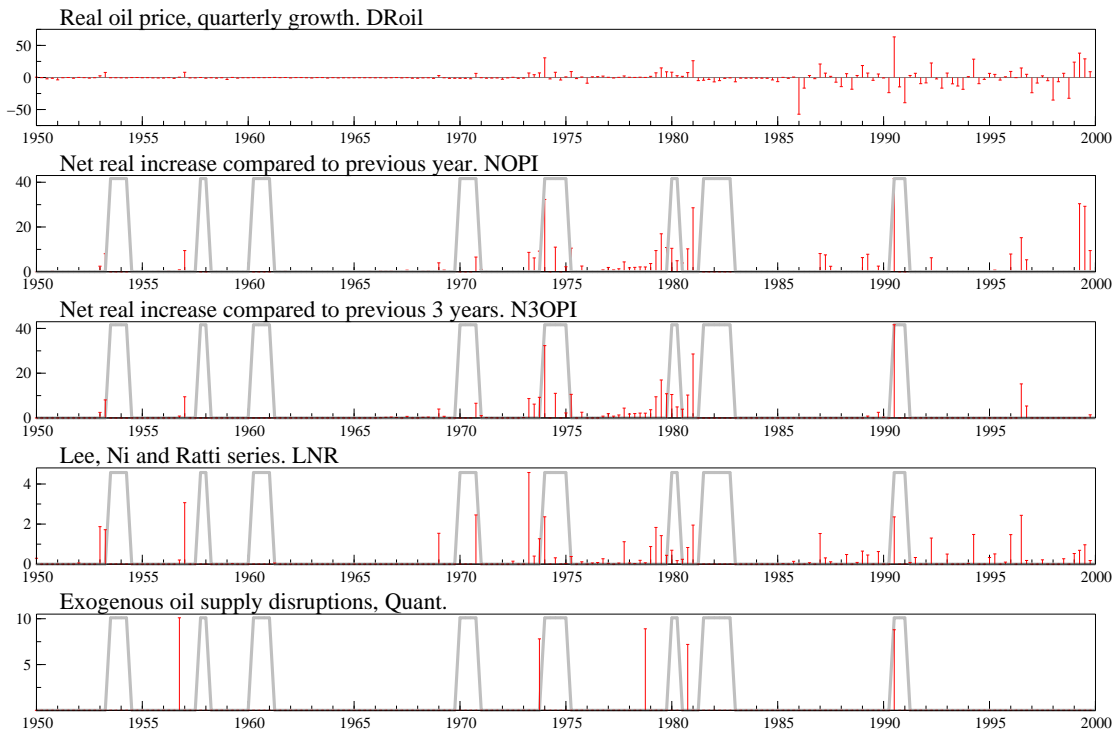 Real oil price, quarterly growth. DRoil
50
0
−50
1950 1955 1960 1965 1970 1975 1980 1985 1990 1995 2000
Net real increase compared to previous year. NOPI
40
20
0
1950 1955 1960 1965 1970 1975 1980 1985 1990 1995 2000
Net real increase compared to previous 3 years. N3OPI
40
20
0
1950 1955 1960 1965 1970 1975 1980 1985 1990 1995
Lee, Ni and Ratti series. LNR
4
2
0
1950 1955 1960 1965 1970 1975 1980 1985 1990 1995 2000
Exogenous oil supply disruptions, Quant.
10
5
1950 1955 1960 1965 1970 1975 1980 1985 1990 1995 2000